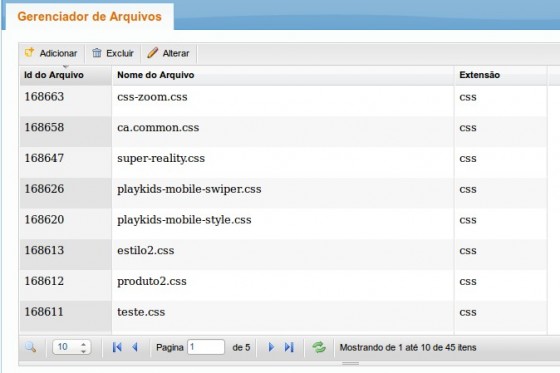 Gerenciador de Arquivos
Adicionar Excluir Alterar
Id do Arquivo Nome do Arquivo Extensão
168663 css-zoom.css css
168658 ca.common.css css
168647 super-reality.css css
168626 playkids-mobile-swiper.css css
168620 playkids-mobile-style.css css
168613 estilo2.css css
168612 produto2.css css
168611 teste.css css
10 Pagina 1 de 5 Mostrando de 1 até 10 de 45 itens